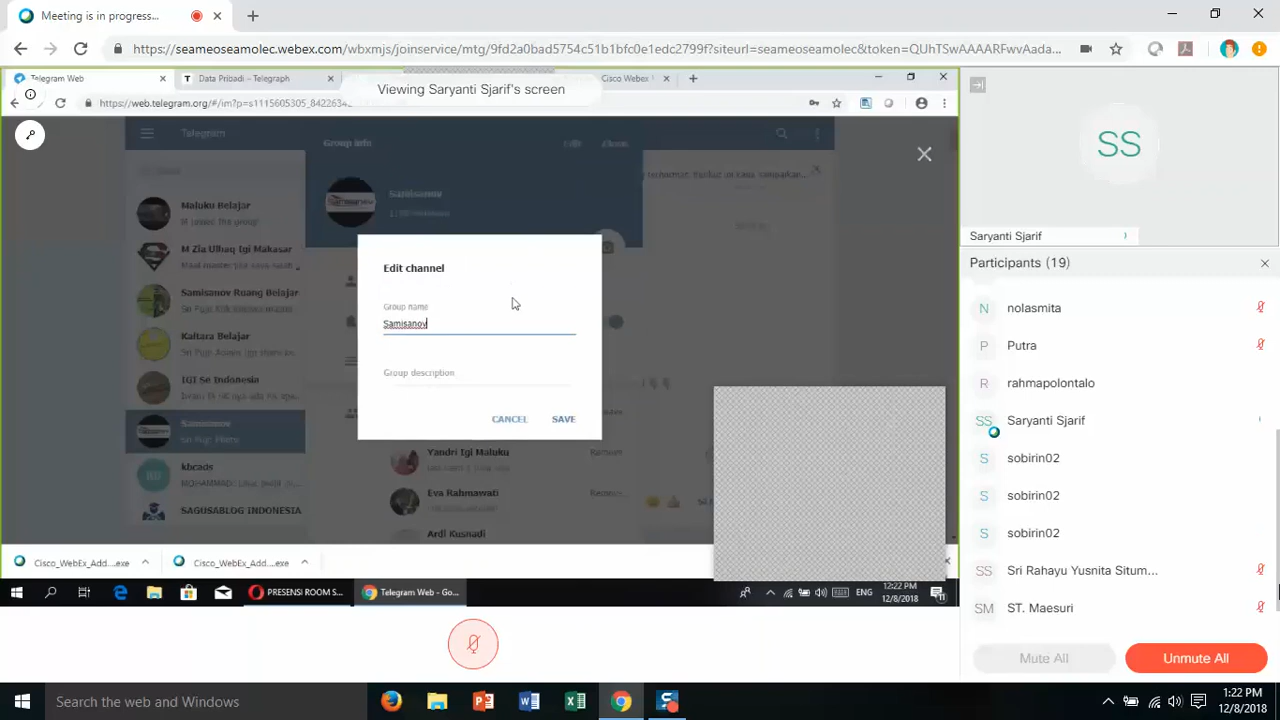 Meeting is in progress...
https://seameoseamolec.webex.com/wbxmjs/joinservice/mtg/9fd2a0bad5754c51b1bfc0e1edc2799f?siteurl=seameoseamolec&token=QUhTSwAAAARFwvAada...
Telegram Web
Data Pribadi – Telegraph
Cisco Webex
Viewing Saryanti Sjarif's screen
https://web.telegram.org/#/im?p=s1115605305_842263
Telegram
Group info
Edit
Samisanov
Maluku Belajar
M Zia Ulhaq Igi Makasar
Samisanov Ruang Belajar
Kaltara Belajar
IGI Se Indonesia
Samisanov
kbcads
SAGUSABLOG INDONESIA
Edit channel
Group name
Samisanov
Group description
CANCEL
SAVE
Yandri Igi Maluku
Eva Rahmawati
Ardi Kusnadi
Cisco_WebEx_Add....exe
Cisco_WebEx_Add....exe
PRESENSI ROOM S...
Telegram Web - Go...
ENG
12:22 PM
12/8/2018
SS
Saryanti Sjarif
Participants (19)
N nolasmita
P Putra
R rahmapolontalo
SS Saryanti Sjarif
S sobirin02
S sobirin02
S sobirin02
SS Sri Rahayu Yusnita Situm...
SM ST. Maesuri
Mute All
Unmute All
Search the web and Windows
1:22 PM
12/8/2018